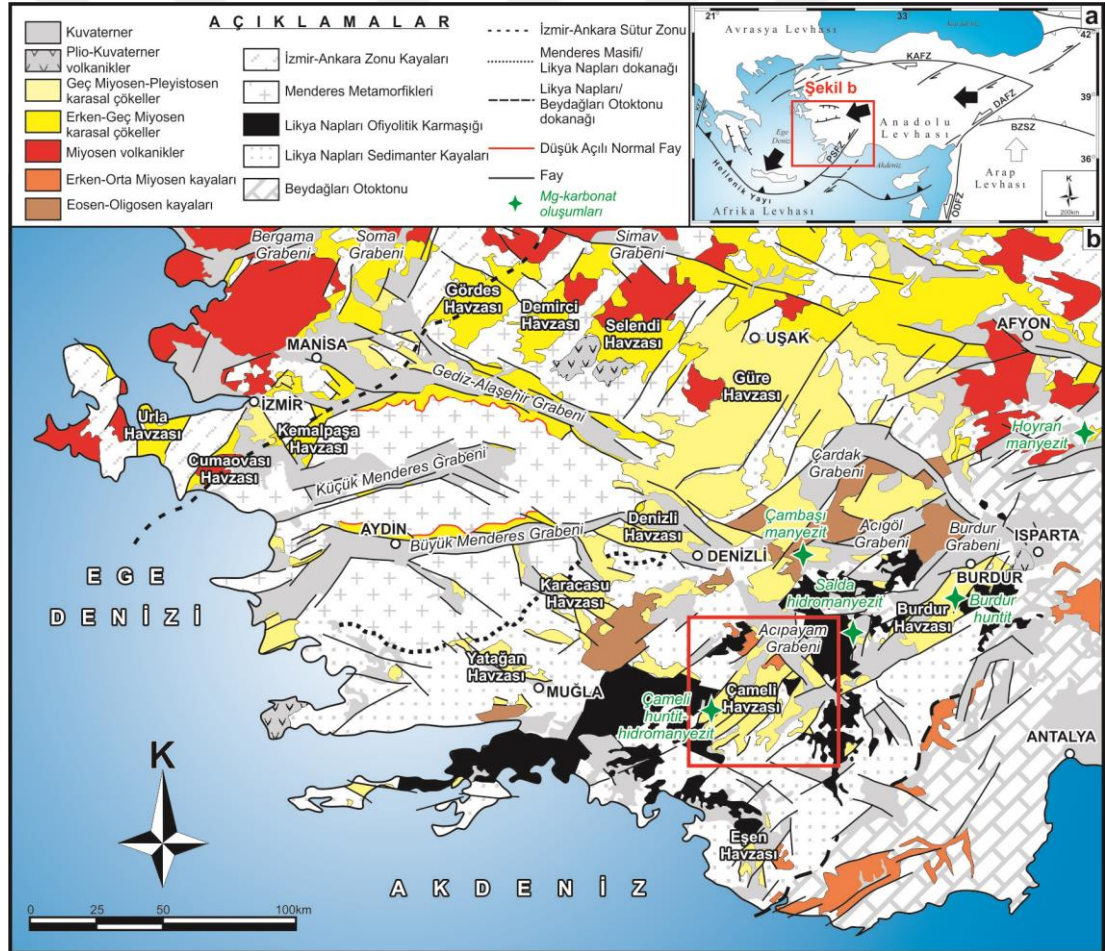 AÇIKLAMALAR
Kuvaterner
Plio-Kuvaterner
volkanikler
Geç Miyosen-Pleyistosen
karasal çökeller
Erken-Geç Miyosen
karasal çökeller
Miyosen volkanikler
Erken-Orta Miyosen kayaları
Eosen-Oligosen kayaları
İzmir-Ankara Zonu Kayaları
Menderes Metamorfikleri
Likya Napları Ofiyolitik Karmaşığı
Likya Napları Sedimanter Kayaları
Beydağları Otoktonu
İzmir-Ankara Sütur Zonu
Menderes Masifi/
Likya Napları dokanağı
Likya Napları/
Beydağları Otoktonu
dokanağı
Düşük Açılı Normal Fay
Fay
Mg-karbonat
oluşumları
a
21
33
42
39
36
Avrasya Levhası
KAFZ
Şekil b
DAFZ
Anadolu
Levhası
BZSZ
Ege
Denizi
PSFZ
Akdeniz
Hellenik Yayı
Afrika Levhası
ÖDFZ
Arap
Levhası
K
200km
b
Bergama
Grabeni
Soma
Grabeni
Simav
Grabeni
Gördes
Havzası
Demirci
Havzası
Selendi
Havzası
UŞAK
AFYON
MANİSA
Gediz-Alaşehir Grabeni
Güre
Havzası
İZMİR
Urla
Havzası
Kemalpaşa
Havzası
Cumaovası
Havzası
Hoyran
manyezit
Küçük Menderes Grabeni
Çardak
Grabeni
AYDIN
Büyük Menderes Grabeni
Denizli
Havzası
DENİZLİ
Çambaşı
manyezit
Acıgöl
Grabeni
Burdur
Grabeni
ISPARTA
EGE
DENİZİ
Karacasu
Havzası
Salda
hidromanyezit
BURDUR
Burdur
Havzası
Burdur
huntit
Acıpayam
Grabeni
Yatağan
Havzası
MUĞLA
Çameli
Havzası
Çameli
huntit-
hidromanyezit
ANTALYA
K
Eşen
Havzası
AKDENİZ
0 25 50 100km